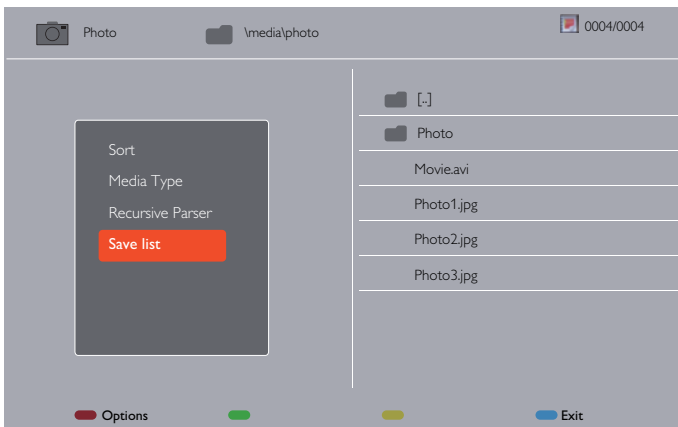 Photo
\media\photo
0004/0004
[..]
Photo
Movie.avi
Photo1.jpg
Photo2.jpg
Photo3.jpg
Sort
Media Type
Recursive Parser
Save list
Options
Exit